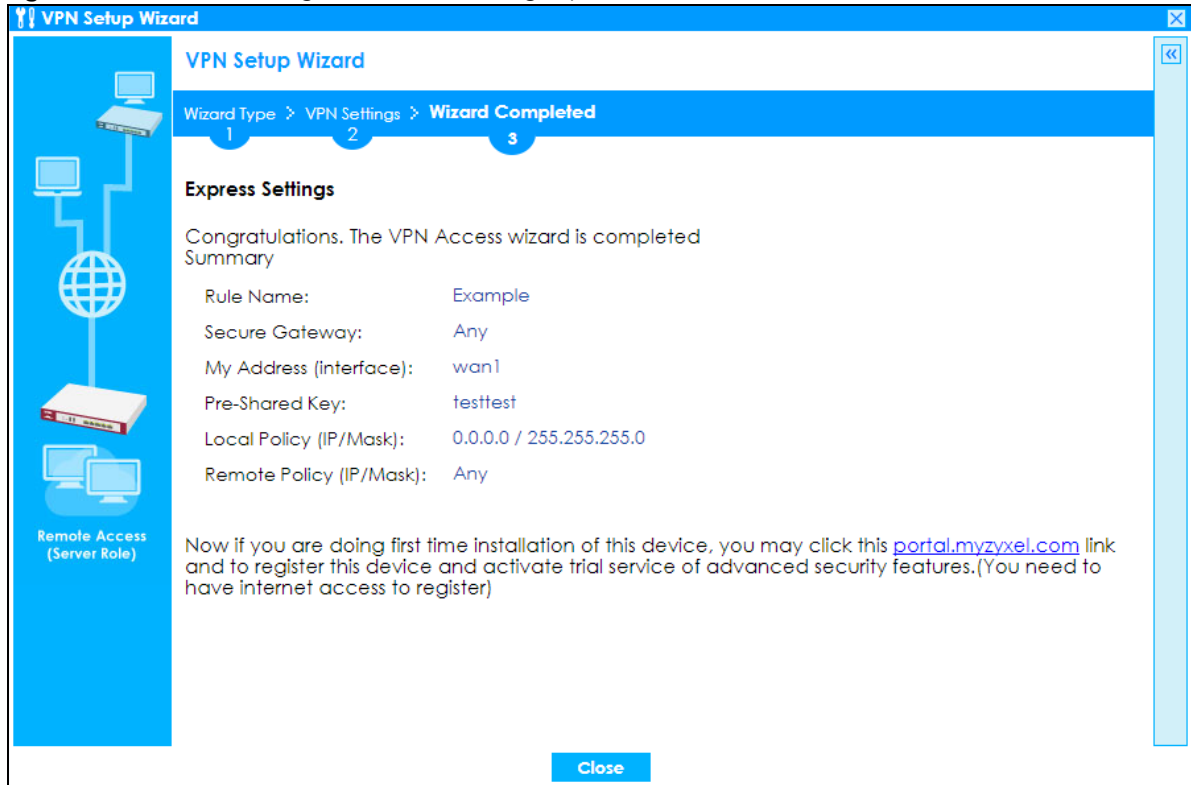 VPN Setup Wizard
VPN Setup Wizard
Wizard Type > VPN Settings > Wizard Completed
1 2 3
Express Settings
Congratulations. The VPN Access wizard is completed
Summary
Rule Name: Example
Secure Gateway: Any
My Address (interface): wan1
Pre-Shared Key: testtest
Local Policy (IP/Mask): 0.0.0.0 / 255.255.255.0
Remote Policy (IP/Mask): Any
Remote Access
(Server Role)
Now if you are doing first time installation of this device, you may click this portal.myzyxel.com link
and to register this device and activate trial service of advanced security features.(You need to
have internet access to register)
Close